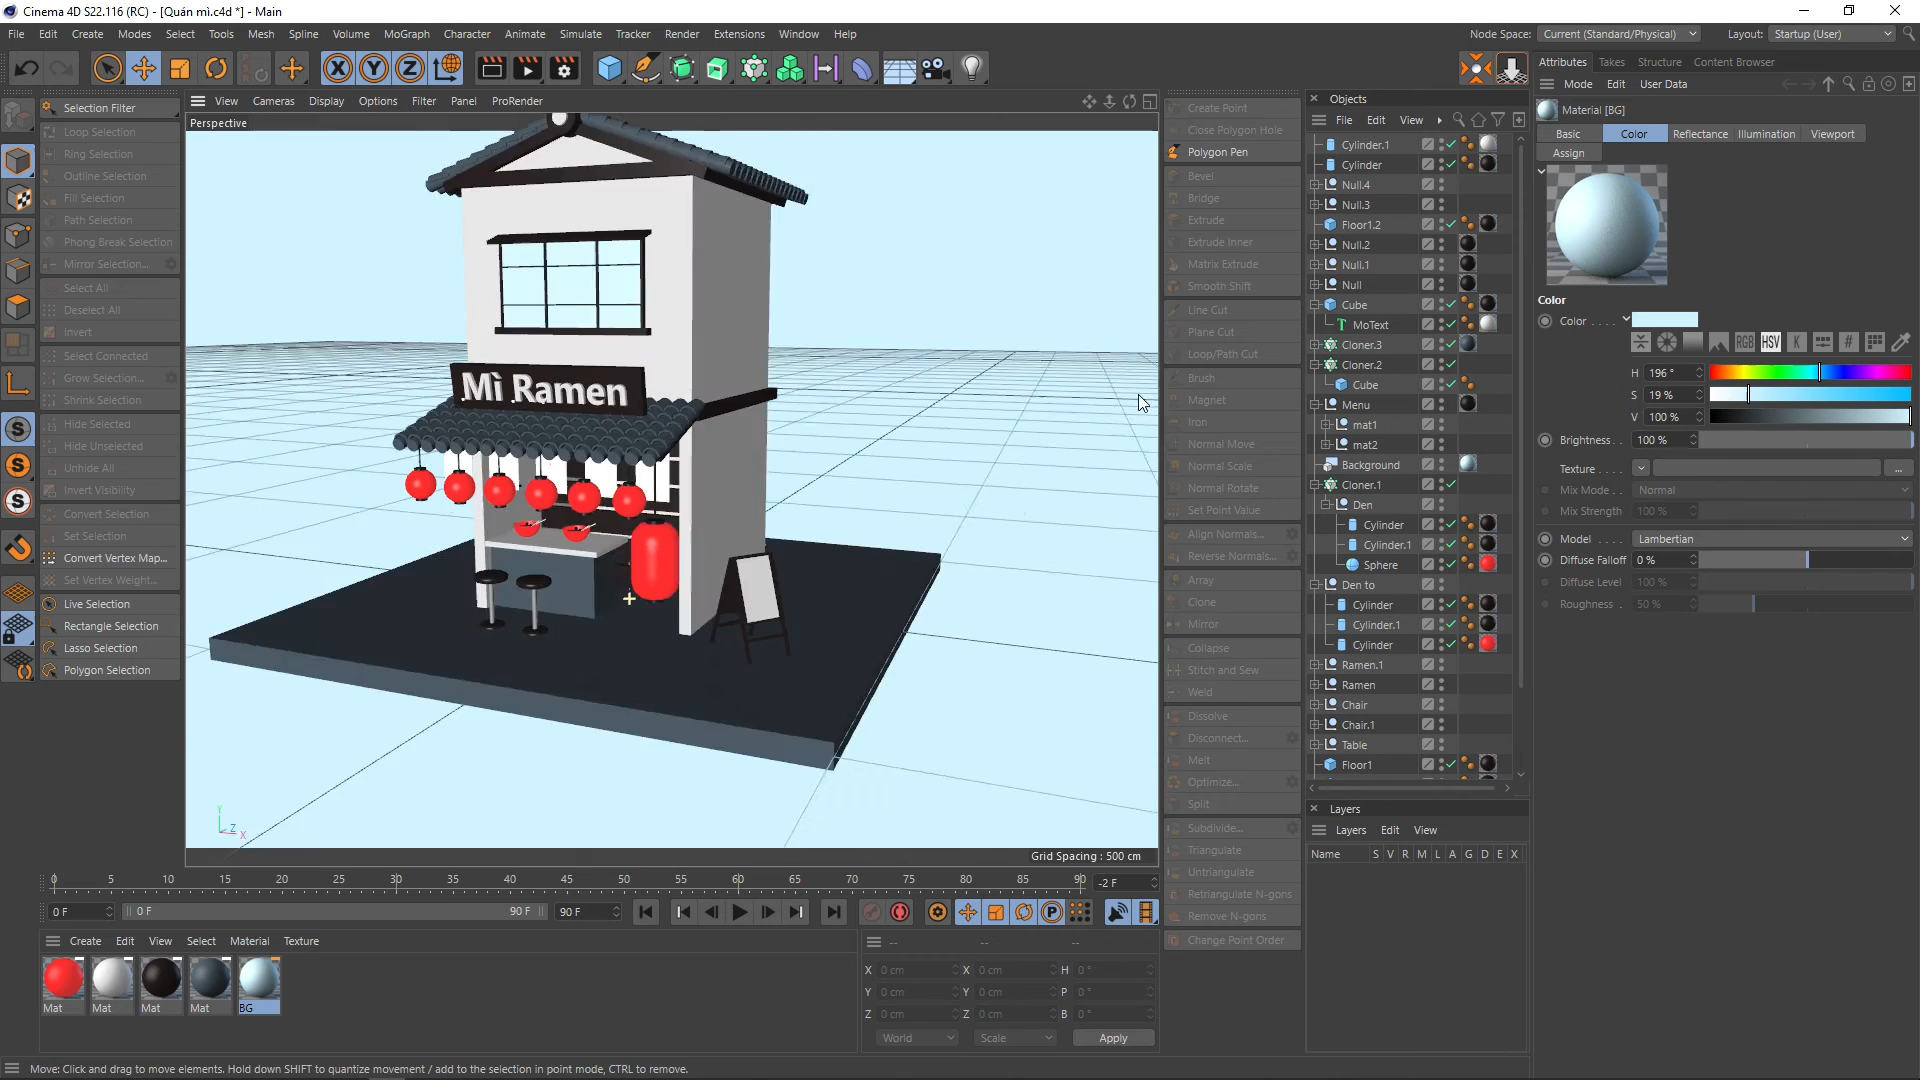 Cinema 4D S22.116 (RC) - [Quán mì.c4d *] - Main
File Edit Create Modes Select Tools Mesh Spline Volume MoGraph Character Animate Simulate Tracker Render Extensions Window Help
Node Space: Current (Standard/Physical) Layout: Startup (User)
X Y Z
Selection Filter
Loop Selection
Ring Selection
Outline Selection
Fill Selection
Path Selection
Phong Break Selection
Mirror Selection...
Select All
Deselect All
Invert
Select Connected
Grow Selection...
Shrink Selection
Hide Selected
Hide Unselected
Unhide All
Invert Visibility
Convert Selection
Set Selection
Convert Vertex Map...
Set Vertex Weight...
Live Selection
Rectangle Selection
Lasso Selection
Polygon Selection
View Cameras Display Options Filter Panel ProRender
Perspective
Mì Ramen
Y
Z
X
Grid Spacing : 500 cm
Create Point
Close Polygon Hole
Polygon Pen
Bevel
Bridge
Extrude
Extrude Inner
Matrix Extrude
Smooth Shift
Line Cut
Plane Cut
Loop/Path Cut
Brush
Magnet
Iron
Normal Move
Normal Scale
Normal Rotate
Set Point Value
Align Normals...
Reverse Normals...
Array
Clone
Mirror
Collapse
Stitch and Sew
Weld
Dissolve
Disconnect...
Melt
Optimize...
Split
Subdivide...
Triangulate
Untriangulate
Retriangulate N-gons
Remove N-gons
Change Point Order
Objects
File Edit View
Cylinder.1
Cylinder
Null.4
Null.3
Floor1.2
Null.2
Null.1
Null
Cube
MoText
Cloner.3
Cloner.2
Cube
Menu
mat1
mat2
Background
Cloner.1
Den
Cylinder
Cylinder.1
Sphere
Den to
Cylinder
Cylinder.1
Cylinder
Ramen.1
Ramen
Chair
Chair.1
Table
Floor1
Layers
Layers Edit View
Name S V R M L A G D E X
Attributes Takes Structure Content Browser
Mode Edit User Data
Material [BG]
Basic Color Reflectance Illumination Viewport
Assign
Color
Color . . . .
RGB HSV K #
H 196 °
S 19 %
V 100 %
Brightness. . 100 %
Texture . . . . ...
Mix Mode . . Normal
Mix Strength 100 %
Model . . . . Lambertian
Diffuse Falloff 0 %
Diffuse Level 100 %
Roughness . 50 %
0 5 10 15 20 25 30 35 40 45 50 55 60 65 70 75 80 85 90 -2 F
0 F 0 F 90 F 90 F
P
Create Edit View Select Material Texture
Mat Mat Mat Mat BG
-- -- --
X 0 cm X 0 cm H 0 °
Y 0 cm Y 0 cm P 0 °
Z 0 cm Z 0 cm B 0 °
World Scale Apply
Move: Click and drag to move elements. Hold down SHIFT to quantize movement / add to the selection in point mode, CTRL to remove.